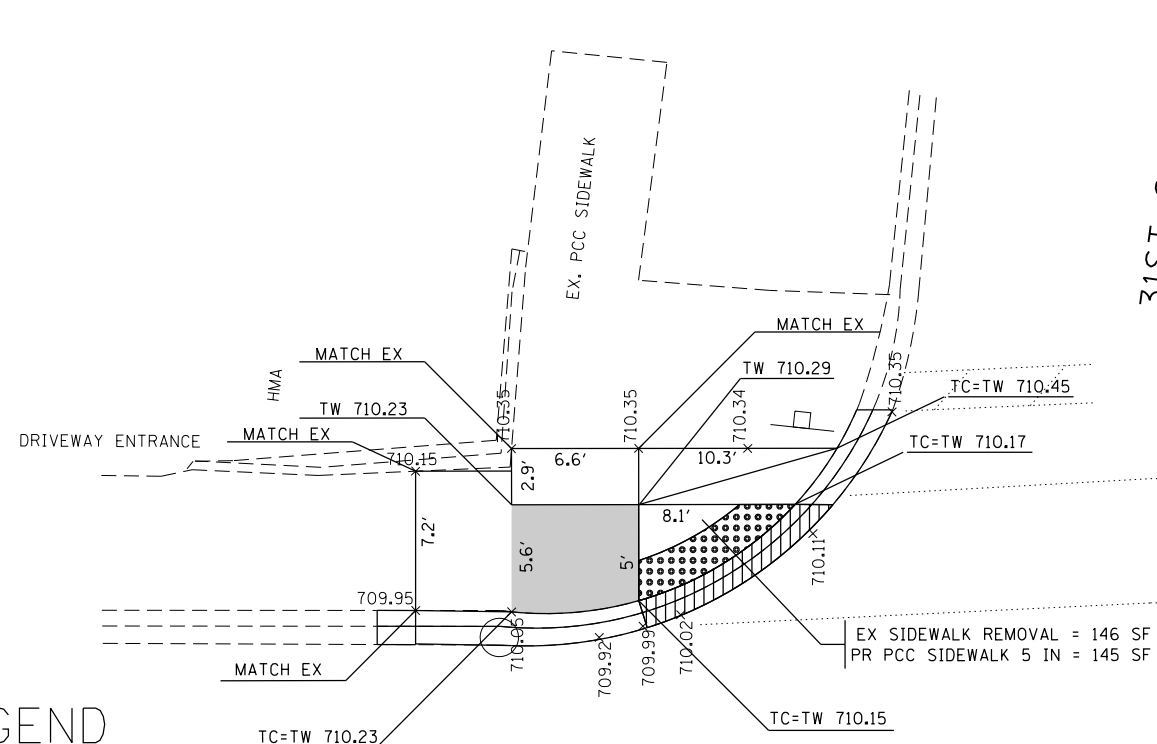 EX. PCC SIDEWALK
MATCH EX
MATCH EX
HMA
TW 710.29
TC=TW 710.45
TW 710.23
710.35
710.35
710.34
710.35
DRIVEWAY ENTRANCE
MATCH EX
TC=TW 710.17
710.15
6.6'
10.3'
2.9'
8.1'
7.2'
5.6'
5'
710.11
709.95
710.05
709.92
709.99
710.02
EX SIDEWALK REMOVAL = 146 SF
PR PCC SIDEWALK 5 IN = 145 SF
MATCH EX
TC=TW 710.15
TC=TW 710.23
GEND